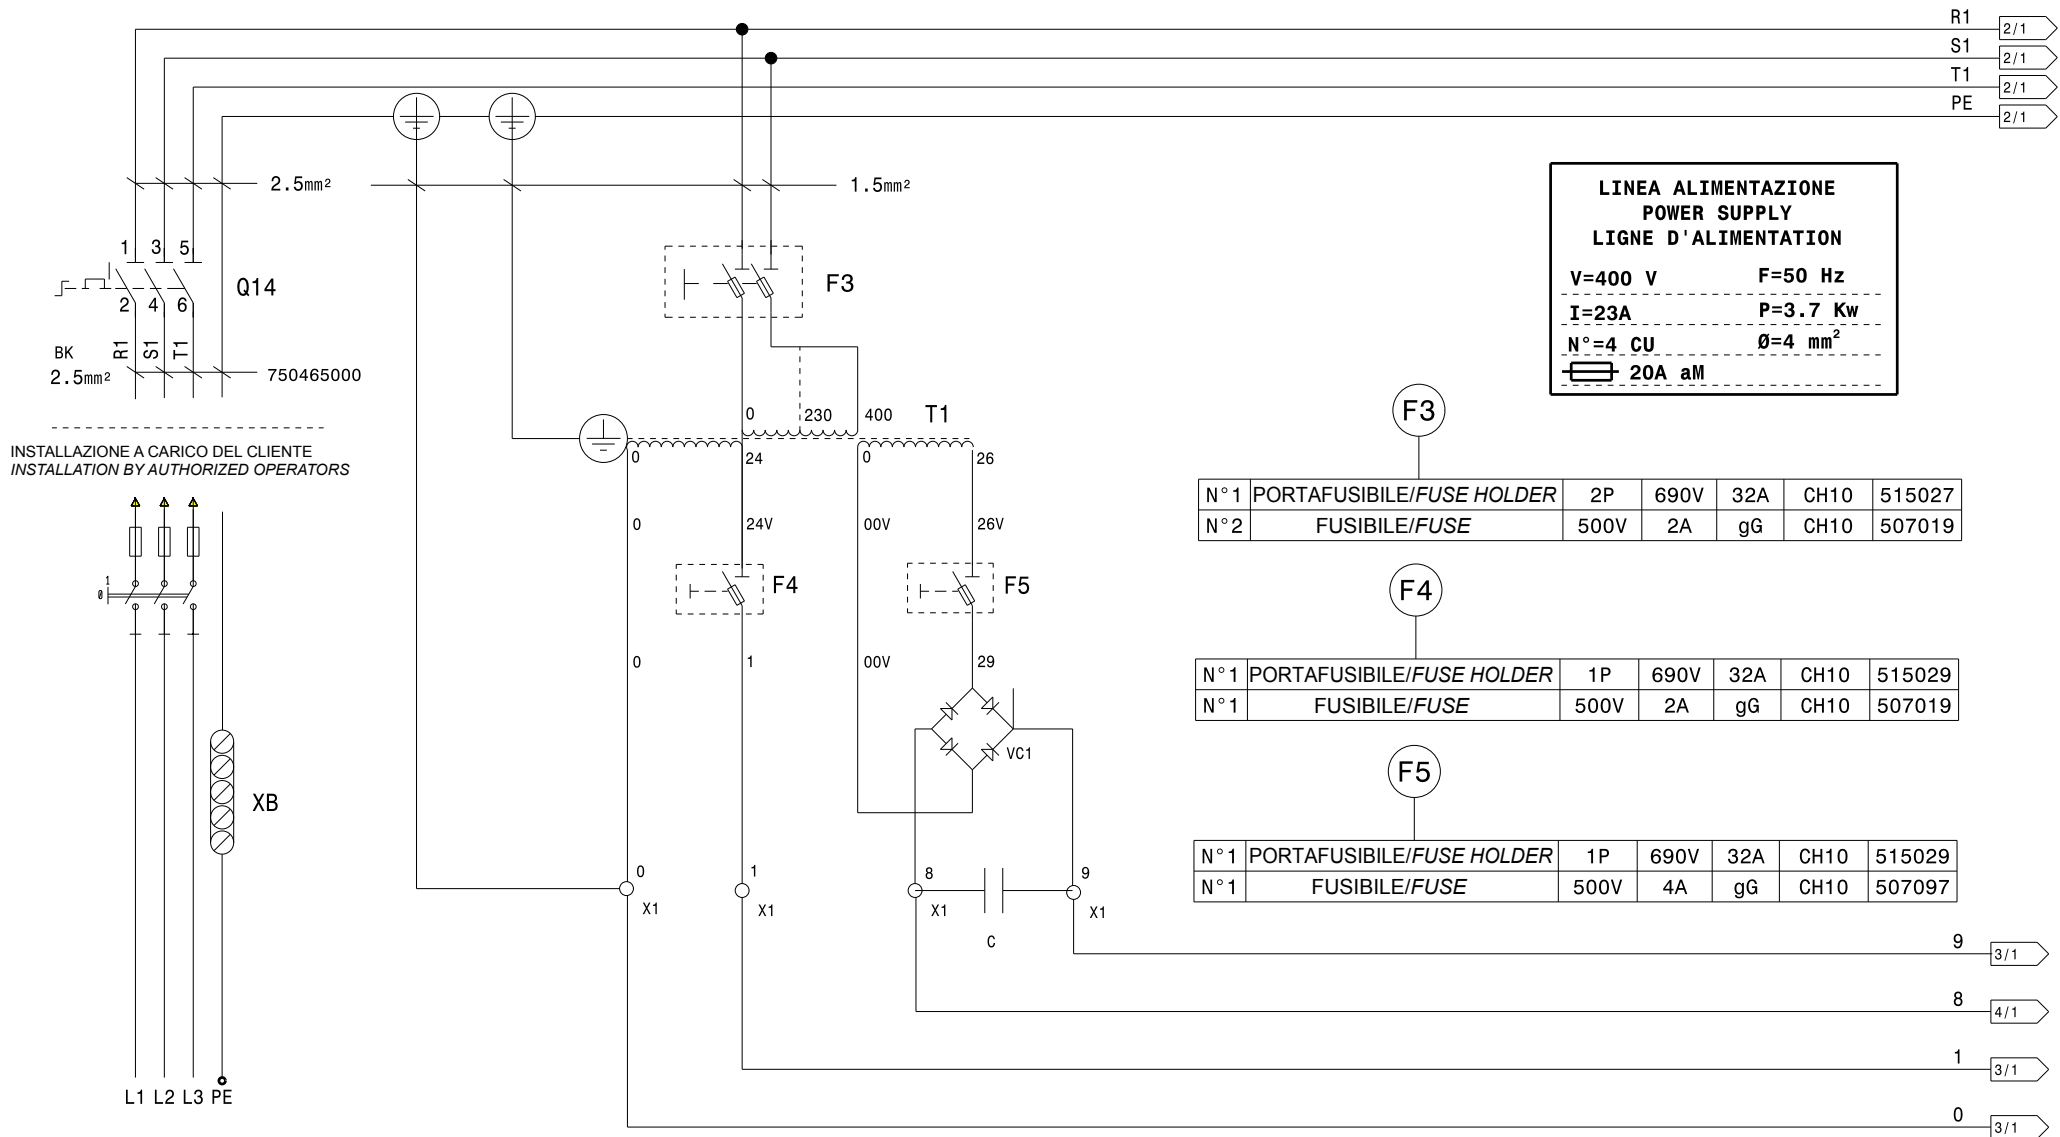 R1 2/1
S1 2/1
T1 2/1
PE 2/1
2.5mm² 1.5mm²
LINEA ALIMENTAZIONE
POWER SUPPLY
LIGNE D'ALIMENTATION
V=400 V F=50 Hz
I=23A P=3.7 Kw
N°=4 CU Ø=4 mm²
20A aM
1 3 5
Q14
2 4 6
F3
BK R1 S1 T1
2.5mm² 750465000
0 230 400 T1
INSTALLAZIONE A CARICO DEL CLIENTE
INSTALLATION BY AUTHORIZED OPERATORS
0 24 0 26
0 24V 00V 26V
1
0
F4 F5
0 1 00V 29
VC1
XB
0 1 8 9
X1 X1 X1 X1
C
F3
N°1 PORTAFUSIBILE/FUSE HOLDER 2P 690V 32A CH10 515027
N°2 FUSIBILE/FUSE 500V 2A gG CH10 507019
F4
N°1 PORTAFUSIBILE/FUSE HOLDER 1P 690V 32A CH10 515029
N°1 FUSIBILE/FUSE 500V 2A gG CH10 507019
F5
N°1 PORTAFUSIBILE/FUSE HOLDER 1P 690V 32A CH10 515029
N°1 FUSIBILE/FUSE 500V 4A gG CH10 507097
9 3/1
8 4/1
1 3/1
0 3/1
L1 L2 L3 PE